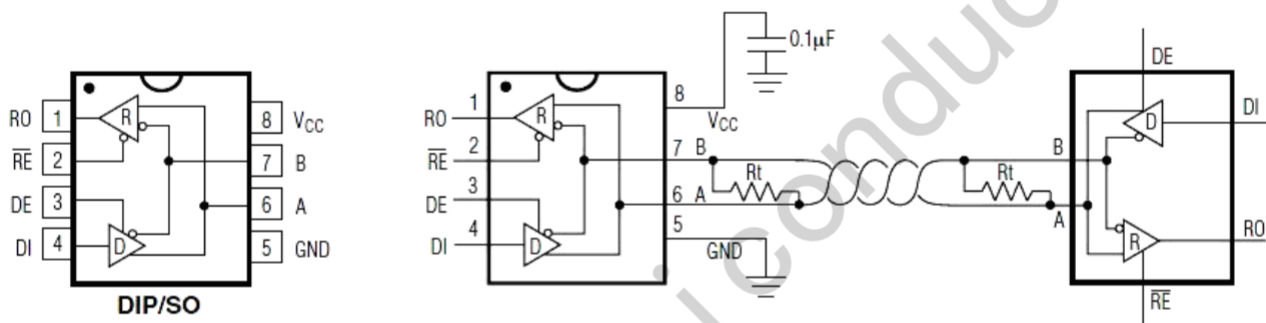 RO 1
RE 2
DE 3
DI 4
R
D
8 VCC
7 B
6 A
5 GND
DIP/SO
RO 1
RE 2
DE 3
DI 4
R
D
8
VCC
7 B
6 A
5
GND
0.1µF
Rt
Rt
B
A
DE
D
DI
R
RO
RE
i conduc